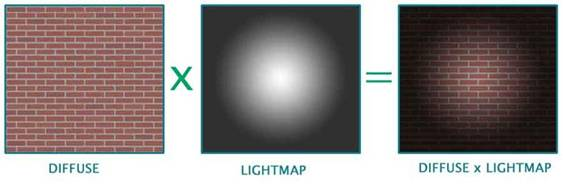 X =
DIFFUSE
LIGHTMAP
DIFFUSE x LIGHTMAP